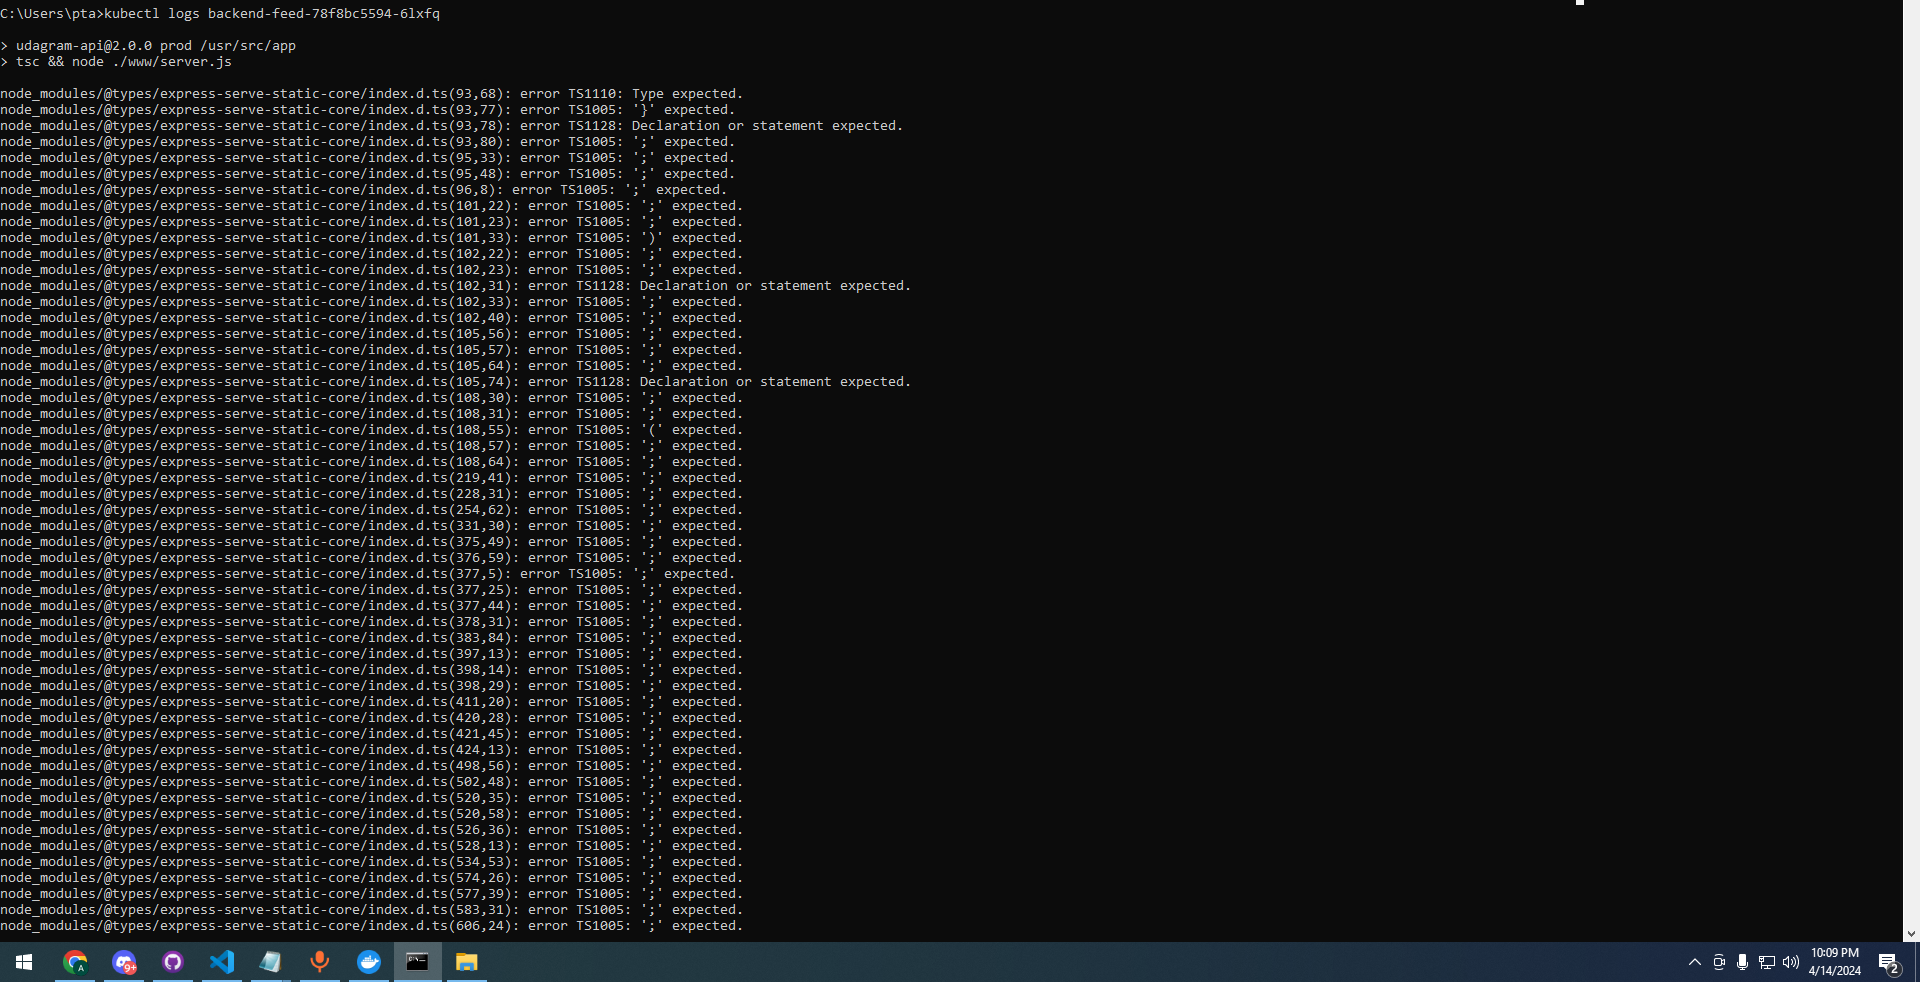 C:\Users\pta>kubectl logs backend-feed-78f8bc5594-6lxfq
> udagram-api@2.0.0 prod /usr/src/app
> tsc && node ./www/server.js
node_modules/@types/express-serve-static-core/index.d.ts(93,68): error TS1110: Type expected.
node_modules/@types/express-serve-static-core/index.d.ts(93,77): error TS1005: '}' expected.
node_modules/@types/express-serve-static-core/index.d.ts(93,78): error TS1128: Declaration or statement expected.
node_modules/@types/express-serve-static-core/index.d.ts(93,80): error TS1005: ';' expected.
node_modules/@types/express-serve-static-core/index.d.ts(95,33): error TS1005: ';' expected.
node_modules/@types/express-serve-static-core/index.d.ts(95,48): error TS1005: ';' expected.
node_modules/@types/express-serve-static-core/index.d.ts(96,8): error TS1005: ';' expected.
node_modules/@types/express-serve-static-core/index.d.ts(101,22): error TS1005: ';' expected.
node_modules/@types/express-serve-static-core/index.d.ts(101,23): error TS1005: ';' expected.
node_modules/@types/express-serve-static-core/index.d.ts(101,33): error TS1005: ')' expected.
node_modules/@types/express-serve-static-core/index.d.ts(102,22): error TS1005: ';' expected.
node_modules/@types/express-serve-static-core/index.d.ts(102,23): error TS1005: ';' expected.
node_modules/@types/express-serve-static-core/index.d.ts(102,31): error TS1128: Declaration or statement expected.
node_modules/@types/express-serve-static-core/index.d.ts(102,33): error TS1005: ';' expected.
node_modules/@types/express-serve-static-core/index.d.ts(102,40): error TS1005: ';' expected.
node_modules/@types/express-serve-static-core/index.d.ts(105,56): error TS1005: ';' expected.
node_modules/@types/express-serve-static-core/index.d.ts(105,57): error TS1005: ';' expected.
node_modules/@types/express-serve-static-core/index.d.ts(105,64): error TS1005: ';' expected.
node_modules/@types/express-serve-static-core/index.d.ts(105,74): error TS1128: Declaration or statement expected.
node_modules/@types/express-serve-static-core/index.d.ts(108,30): error TS1005: ';' expected.
node_modules/@types/express-serve-static-core/index.d.ts(108,31): error TS1005: ';' expected.
node_modules/@types/express-serve-static-core/index.d.ts(108,55): error TS1005: '(' expected.
node_modules/@types/express-serve-static-core/index.d.ts(108,57): error TS1005: ';' expected.
node_modules/@types/express-serve-static-core/index.d.ts(108,64): error TS1005: ';' expected.
node_modules/@types/express-serve-static-core/index.d.ts(219,41): error TS1005: ';' expected.
node_modules/@types/express-serve-static-core/index.d.ts(228,31): error TS1005: ';' expected.
node_modules/@types/express-serve-static-core/index.d.ts(254,62): error TS1005: ';' expected.
node_modules/@types/express-serve-static-core/index.d.ts(331,30): error TS1005: ';' expected.
node_modules/@types/express-serve-static-core/index.d.ts(375,49): error TS1005: ';' expected.
node_modules/@types/express-serve-static-core/index.d.ts(376,59): error TS1005: ';' expected.
node_modules/@types/express-serve-static-core/index.d.ts(377,5): error TS1005: ';' expected.
node_modules/@types/express-serve-static-core/index.d.ts(377,25): error TS1005: ';' expected.
node_modules/@types/express-serve-static-core/index.d.ts(377,44): error TS1005: ';' expected.
node_modules/@types/express-serve-static-core/index.d.ts(378,31): error TS1005: ';' expected.
node_modules/@types/express-serve-static-core/index.d.ts(383,84): error TS1005: ';' expected.
node_modules/@types/express-serve-static-core/index.d.ts(397,13): error TS1005: ';' expected.
node_modules/@types/express-serve-static-core/index.d.ts(398,14): error TS1005: ';' expected.
node_modules/@types/express-serve-static-core/index.d.ts(398,29): error TS1005: ';' expected.
node_modules/@types/express-serve-static-core/index.d.ts(411,20): error TS1005: ';' expected.
node_modules/@types/express-serve-static-core/index.d.ts(420,28): error TS1005: ';' expected.
node_modules/@types/express-serve-static-core/index.d.ts(421,45): error TS1005: ';' expected.
node_modules/@types/express-serve-static-core/index.d.ts(424,13): error TS1005: ';' expected.
node_modules/@types/express-serve-static-core/index.d.ts(498,56): error TS1005: ';' expected.
node_modules/@types/express-serve-static-core/index.d.ts(502,48): error TS1005: ';' expected.
node_modules/@types/express-serve-static-core/index.d.ts(520,35): error TS1005: ';' expected.
node_modules/@types/express-serve-static-core/index.d.ts(520,58): error TS1005: ';' expected.
node_modules/@types/express-serve-static-core/index.d.ts(526,36): error TS1005: ';' expected.
node_modules/@types/express-serve-static-core/index.d.ts(528,13): error TS1005: ';' expected.
node_modules/@types/express-serve-static-core/index.d.ts(534,53): error TS1005: ';' expected.
node_modules/@types/express-serve-static-core/index.d.ts(574,26): error TS1005: ';' expected.
node_modules/@types/express-serve-static-core/index.d.ts(577,39): error TS1005: ';' expected.
node_modules/@types/express-serve-static-core/index.d.ts(583,31): error TS1005: ';' expected.
node_modules/@types/express-serve-static-core/index.d.ts(606,24): error TS1005: ';' expected.
A
9+
C:\_
10:09 PM
4/14/2024
2